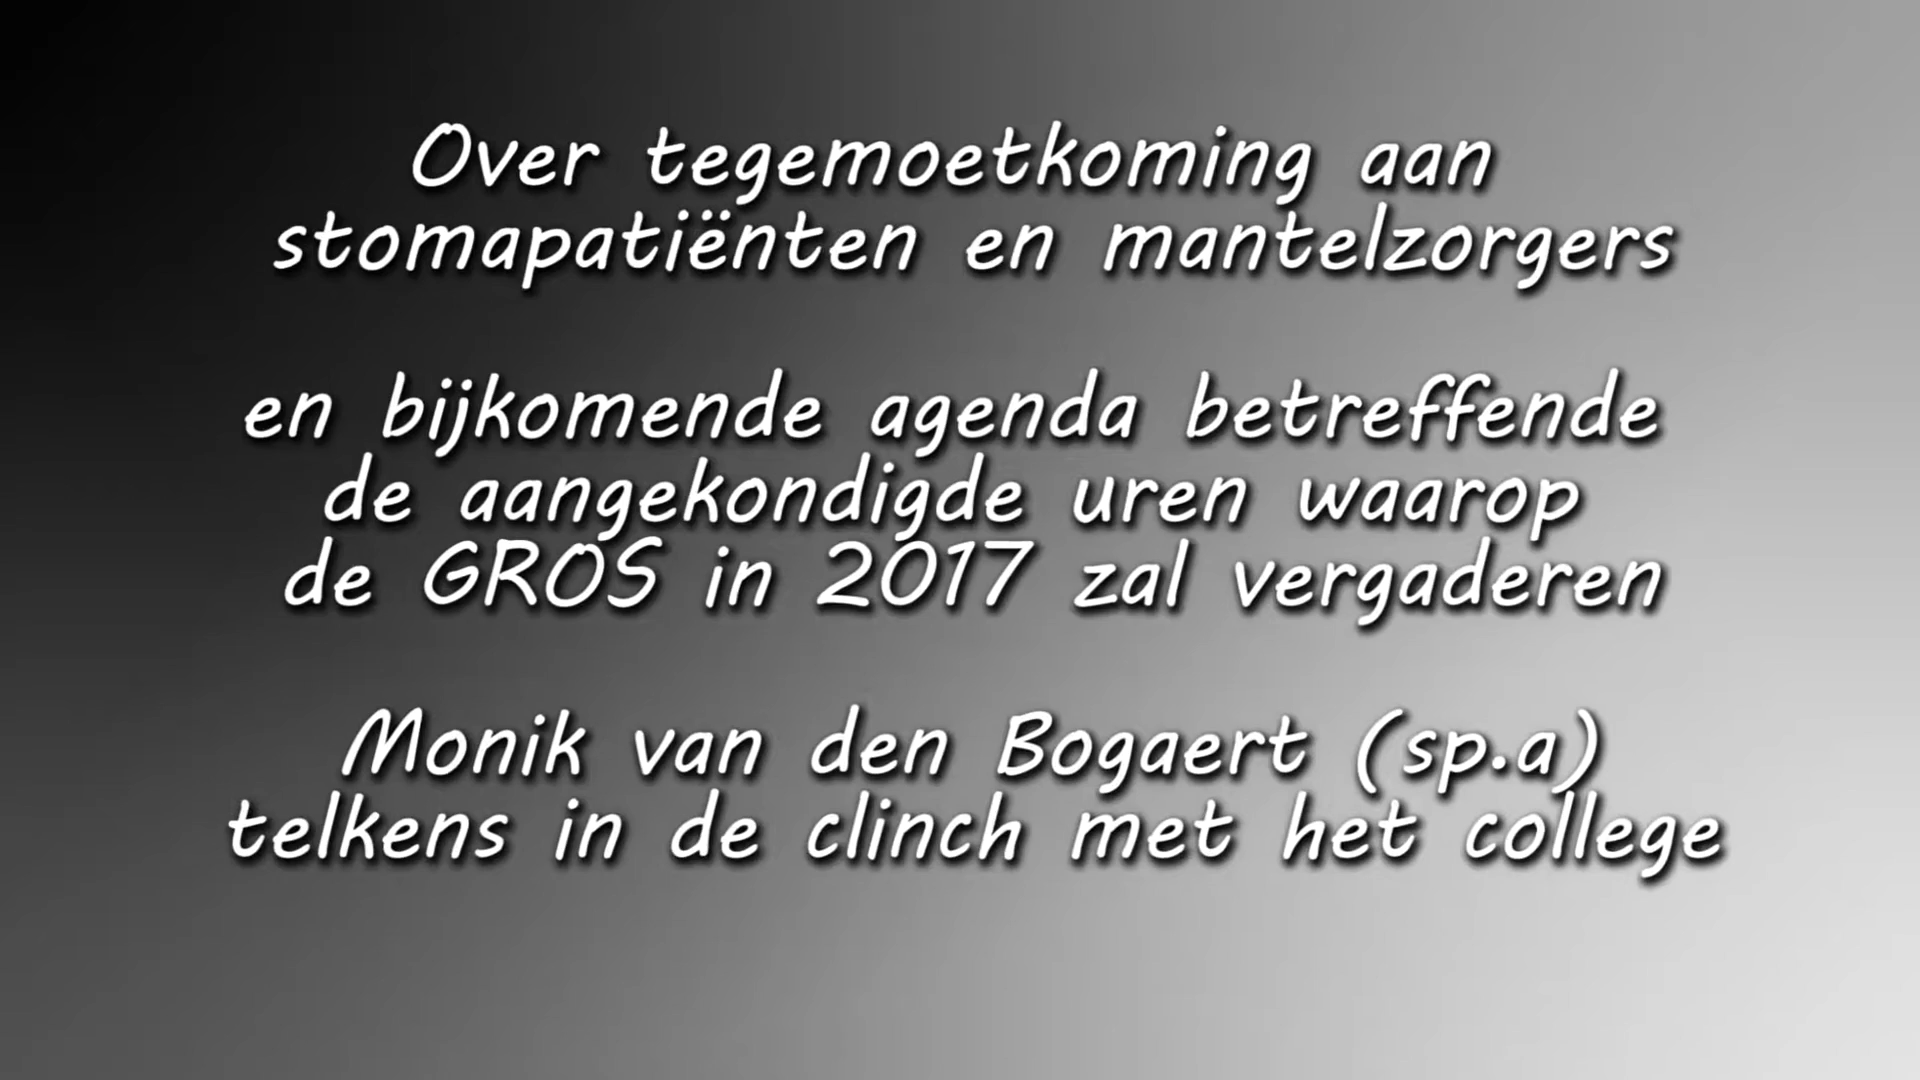 Over tegemoetkoming aan
stomapatiënten en mantelzorgers
en bijkomende agenda betreffende
de aangekondigde uren waarop
de GROS in 2017 zal vergaderen
Monik van den Bogaert (sp.a)
telkens in de clinch met het college